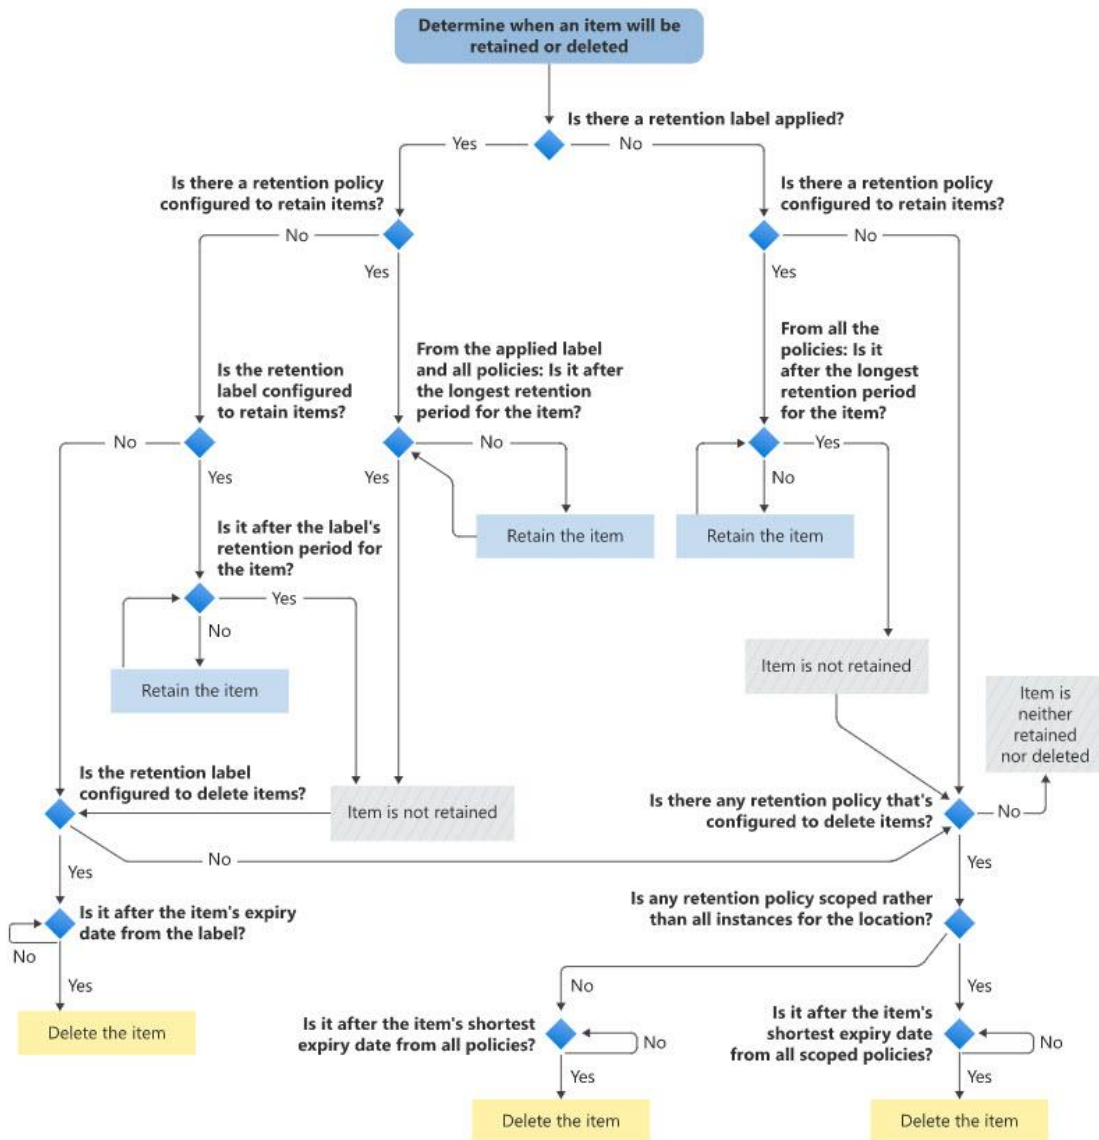 Determine when an item will be
retained or deleted
Is there a retention label applied?
Yes
No
Is there a retention policy
configured to retain items?
Is there a retention policy
configured to retain items?
No
Yes
No
Yes
Is the retention
label configured
to retain items?
From the applied label
and all policies: Is it after
the longest retention
period for the item?
From all the
policies: Is it
after the longest
retention period
for the item?
No
Yes
No
Yes
Yes
No
Retain the item
Retain the item
Is it after the label's
retention period for
the item?
Yes
No
Retain the item
Item is not retained
Item is
neither
retained
nor deleted
Is the retention label
configured to delete items?
Item is not retained
Is there any retention policy that's
configured to delete items?
No
No
Yes
Yes
Is it after the item's expiry
date from the label?
No
Yes
Delete the item
Is any retention policy scoped rather
than all instances for the location?
No
Yes
Is it after the item's shortest
expiry date from all policies?
No
Yes
Delete the item
Is it after the item's
shortest expiry date
from all scoped policies?
No
Yes
Delete the item